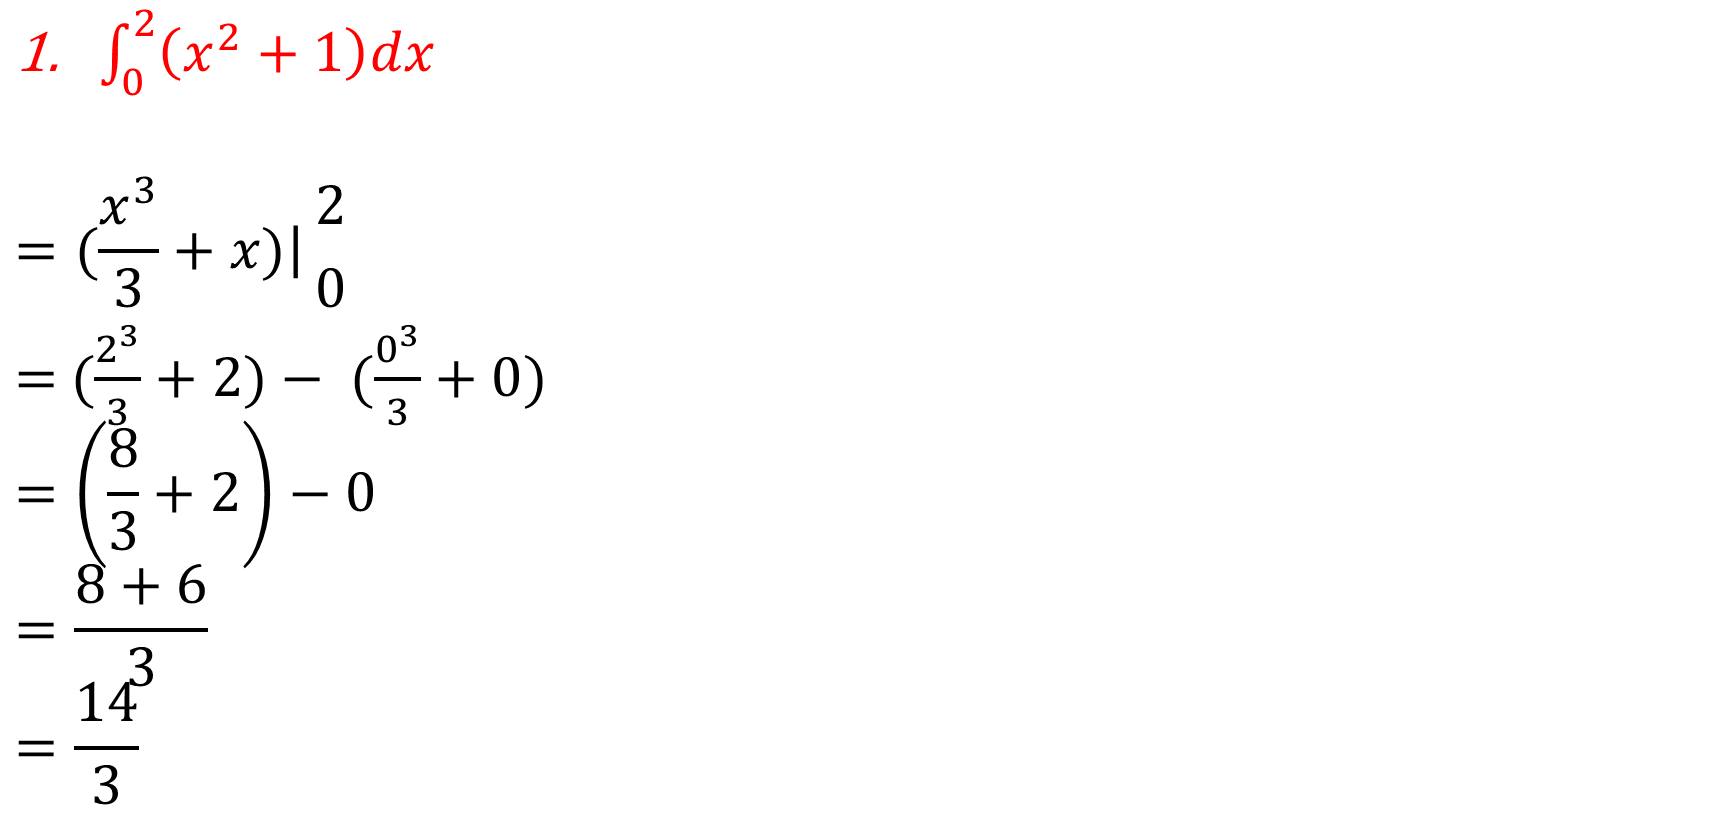 1. ∫₀²(x² + 1)dx
= (x³/3 + x)|₀²
= (2³/3 + 2) − (0³/3 + 0)
= (8/3 + 2) − 0
= (8 + 6)/3
= 14/3